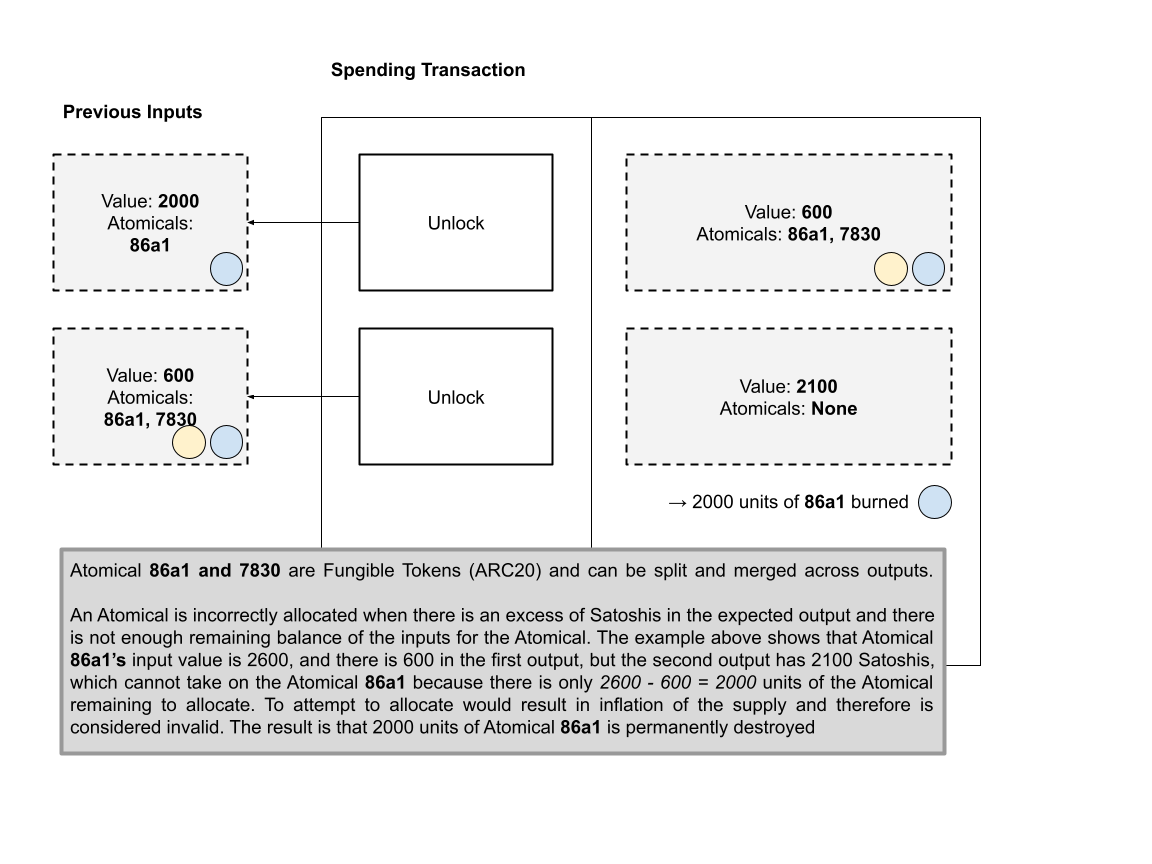 Spending Transaction
Previous Inputs
Value: 2000
Atomicals:
86a1
Unlock
Value: 600
Atomicals: 86a1, 7830
Value: 600
Atomicals:
86a1, 7830
Unlock
Value: 2100
Atomicals: None
→ 2000 units of 86a1 burned
Atomical 86a1 and 7830 are Fungible Tokens (ARC20) and can be split and merged across outputs.
An Atomical is incorrectly allocated when there is an excess of Satoshis in the expected output and there
is not enough remaining balance of the inputs for the Atomical. The example above shows that Atomical
86a1’s input value is 2600, and there is 600 in the first output, but the second output has 2100 Satoshis,
which cannot take on the Atomical 86a1 because there is only 2600 - 600 = 2000 units of the Atomical
remaining to allocate. To attempt to allocate would result in inflation of the supply and therefore is
considered invalid. The result is that 2000 units of Atomical 86a1 is permanently destroyed